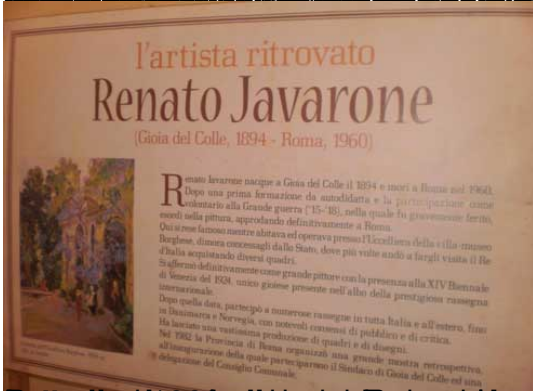 l'artista ritrovato
Renato Javarone
(Gioia del Colle, 1894 - Roma, 1960)
Renato Javarone nacque a Gioia del Colle il 1894 e morì a Roma nel 1960.
Dopo una prima formazione da autodidatta e la partecipazione come
volontario alla Grande guerra ('15-'18), nella quale fu gravemente ferito,
esordì nella pittura, approdando definitivamente a Roma.
Qui si rese famoso mentre abitava ed operava presso l'Uccelliera della villa-museo
Borghese, dimora concessagli dallo Stato, dove più volte andò a fargli visita il Re
d'Italia acquistando diversi quadri.
Si affermò definitivamente come grande pittore con la presenza alla XIV Biennale
di Venezia del 1924, unico gioiese presente nell'albo della prestigiosa rassegna
internazionale.
Dopo quella data, partecipò a numerose rassegne in tutta Italia e all'estero, fino
in Danimarca e Norvegia, con notevoli consensi di pubblico e di critica.
Ha lasciato una vastissima produzione di quadri e di disegni.
Nel 1982 la Provincia di Roma organizzò una grande mostra retrospettiva,
all'inaugurazione della quale parteciparono il Sindaco di Gioia del Colle ed una
delegazione del Consiglio Comunale.